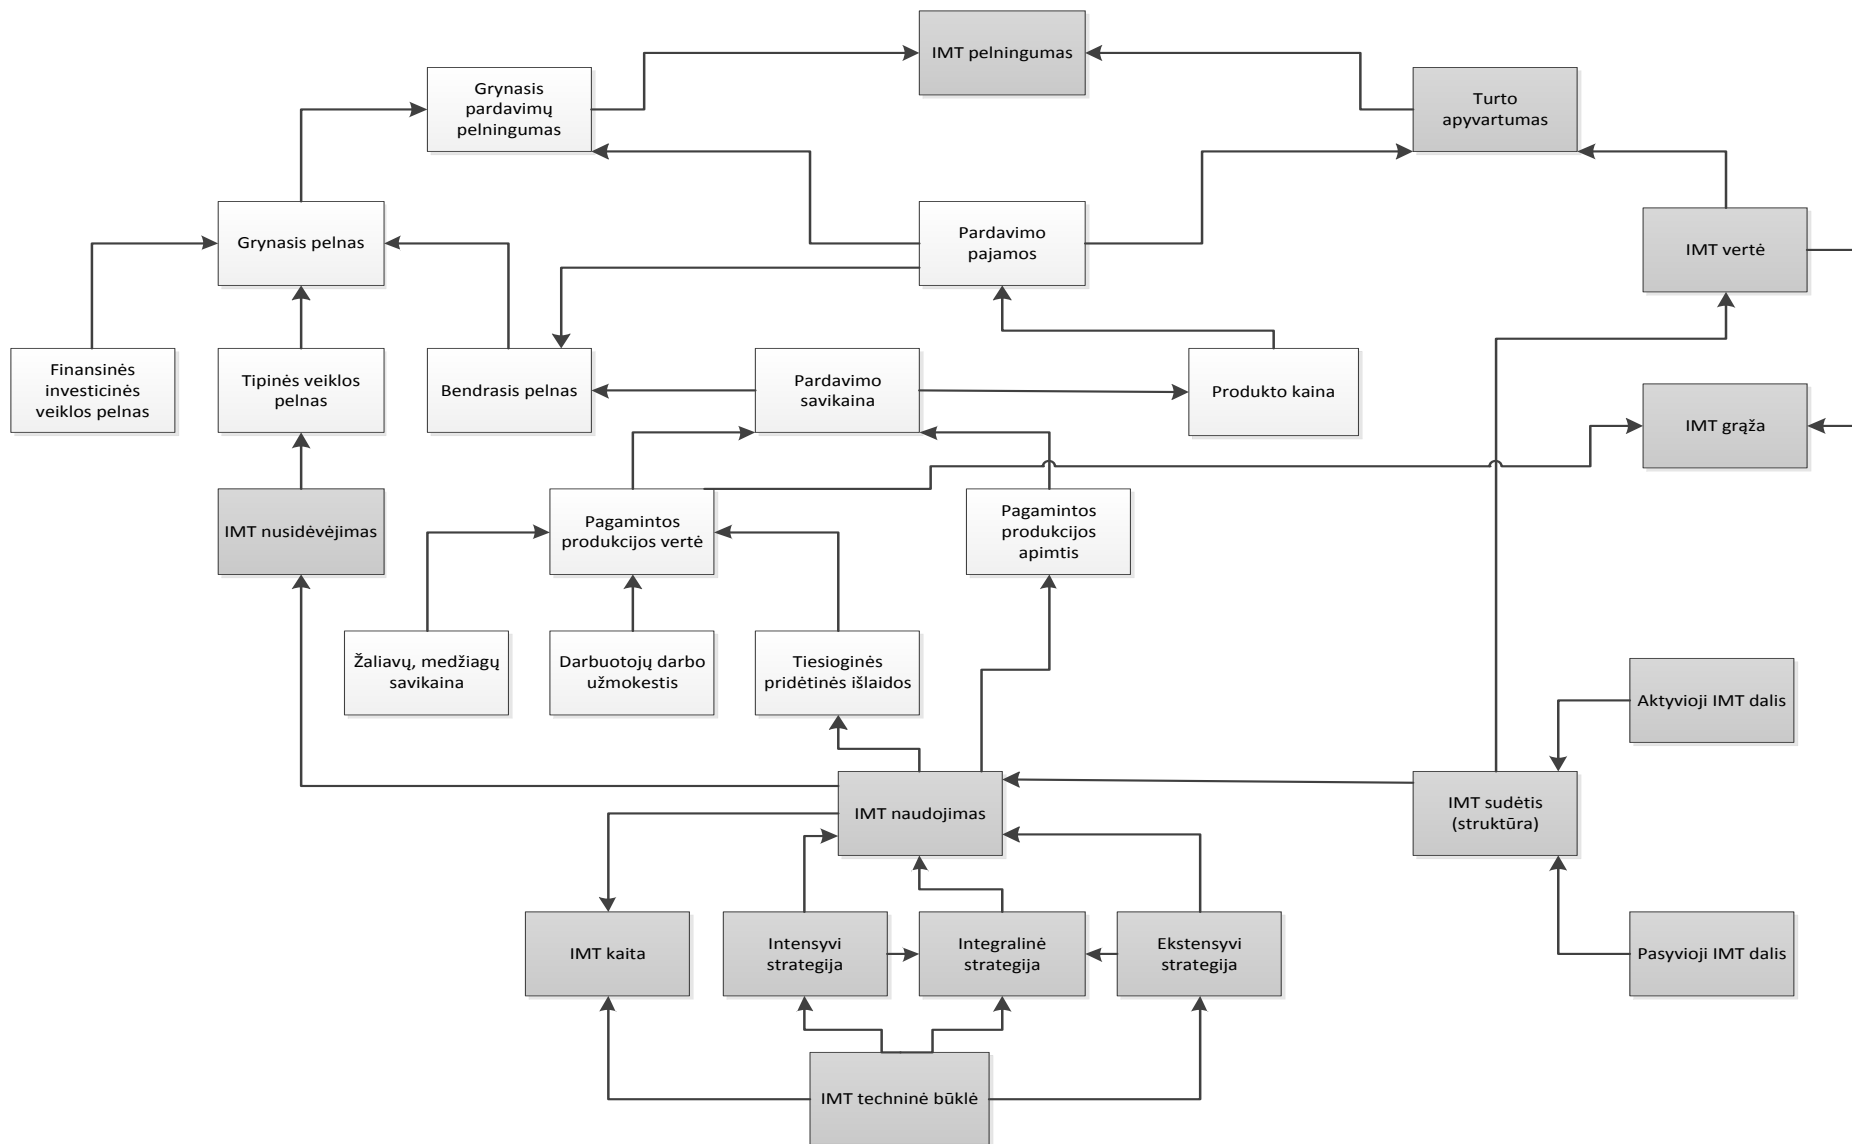 IMT pelningumas
Grynasis
pardavimų
pelningumas
Turto
apyvartumas
Grynasis pelnas
Pardavimo
pajamos
IMT vertė
Finansinės
investicinės
veiklos pelnas
Tipinės veiklos
pelnas
Bendrasis pelnas
Pardavimo
savikaina
Produkto kaina
IMT grąža
IMT nusidėvėjimas
Pagamintos
produkcijos vertė
Pagamintos
produkcijos
apimtis
Žaliavų, medžiagų
savikaina
Darbuotojų darbo
užmokestis
Tiesioginės
pridėtinės išlaidos
Aktyvioji IMT dalis
IMT naudojimas
IMT sudėtis
(struktūra)
IMT kaita
Intensyvi
strategija
Integralinė
strategija
Ekstensyvi
strategija
Pasyvioji IMT dalis
IMT techninė būklė